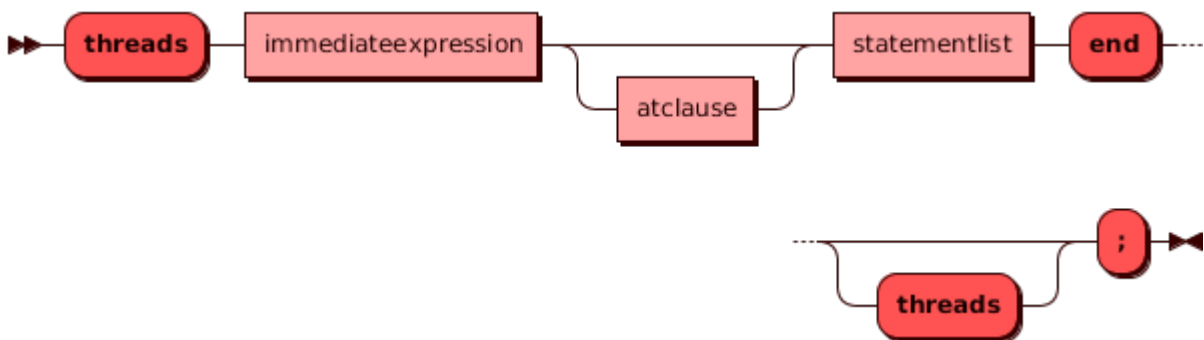 threads immediateexpression statementlist end
atclause
;
threads